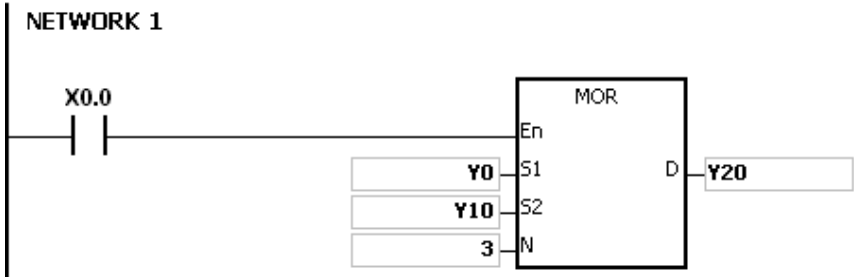 NETWORK 1
X0.0
MOR
En
Y0 S1 D Y20
Y10 S2
3 N